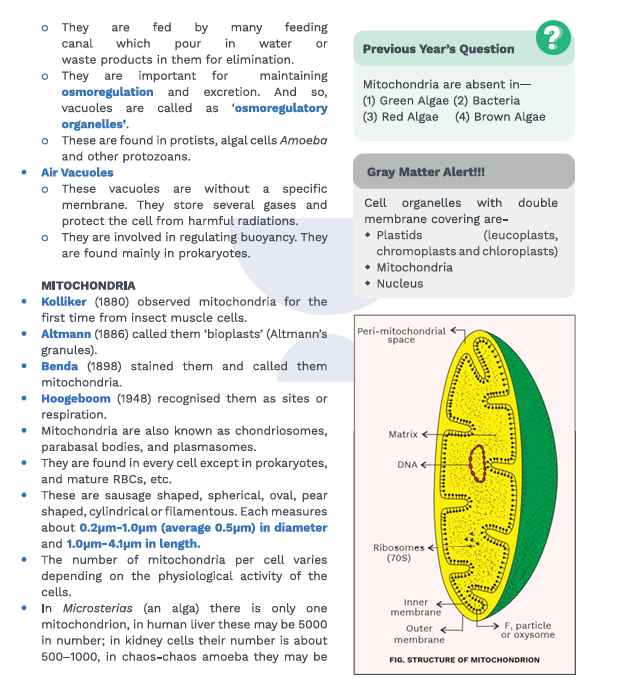 o They are fed by many feeding
canal which pour in water or
waste products in them for elimination.
o They are important for maintaining
osmoregulation and excretion. And so,
vacuoles are called as ‘osmoregulatory
organelles’.
o These are found in protists, algal cells Amoeba
and other protozoans.
• Air Vacuoles
o These vacuoles are without a specific
membrane. They store several gases and
protect the cell from harmful radiations.
o They are involved in regulating buoyancy. They
are found mainly in prokaryotes.
MITOCHONDRIA
• Kolliker (1880) observed mitochondria for the
first time from insect muscle cells.
• Altmann (1886) called them ‘bioplasts’ (Altmann’s
granules).
• Benda (1898) stained them and called them
mitochondria.
• Hoogeboom (1948) recognised them as sites or
respiration.
• Mitochondria are also known as chondriosomes,
parabasal bodies, and plasmasomes.
• They are found in every cell except in prokaryotes,
and mature RBCs, etc.
• These are sausage shaped, spherical, oval, pear
shaped, cylindrical or filamentous. Each measures
about 0.2μm-1.0μm (average 0.5μm) in diameter
and 1.0μm-4.1μm in length.
• The number of mitochondria per cell varies
depending on the physiological activity of the
cells.
• In Microsterias (an alga) there is only one
mitochondrion, in human liver these may be 5000
in number; in kidney cells their number is about
500–1000, in chaos-chaos amoeba they may be
Previous Year’s Question
?
Mitochondria are absent in—
(1) Green Algae (2) Bacteria
(3) Red Algae (4) Brown Algae
Gray Matter Alert!!!
Cell organelles with double
membrane covering are-
◆ Plastids (leucoplasts,
chromoplasts and chloroplasts)
◆ Mitochondria
◆ Nucleus
Peri-mitochondrial
space
Matrix
DNA
Ribosomes
(70S)
Inner
membrane
Outer
membrane
F₁ particle
or oxysome
FIG. STRUCTURE OF MITOCHONDRION